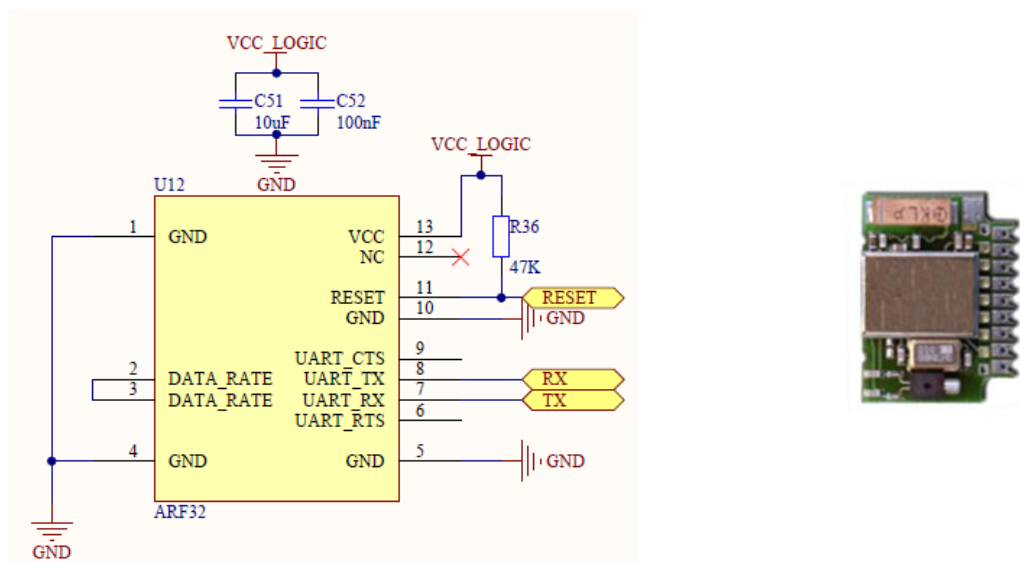 VCC_LOGIC
C51
C52
10uF
100nF
VCC_LOGIC
GND
U12
1
GND
VCC
13
R36
NC
12
47K
RESET
11
RESET
GND
10
GND
UART_CTS
9
2
DATA_RATE
UART_TX
8
RX
3
DATA_RATE
UART_RX
7
TX
UART_RTS
6
4
GND
GND
5
GND
ARF32
GND